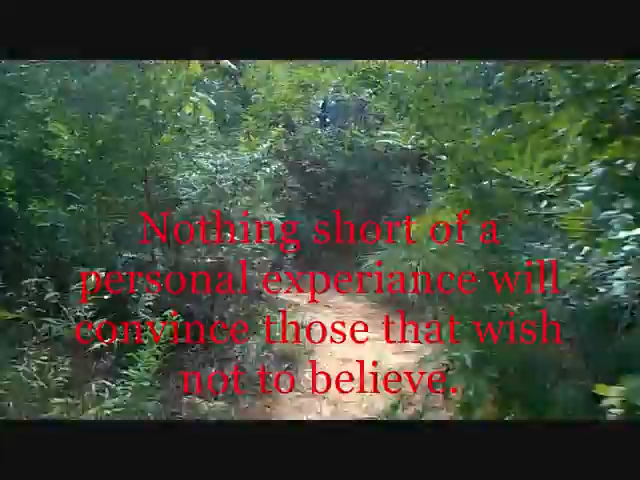 Nothing short of a
personal experiance will
convince those that wish
not to believe.